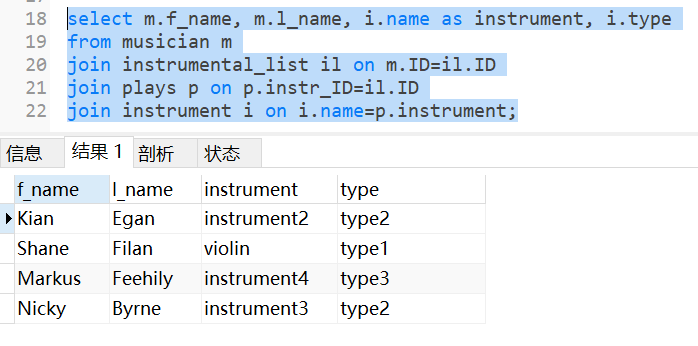 18 select m.f_name, m.l_name, i.name as instrument, i.type
19 from musician m
20 join instrumental_list il on m.ID=il.ID
21 join plays p on p.instr_ID=il.ID
22 join instrument i on i.name=p.instrument;
信息 结果 1 剖析 状态
f_name l_name instrument type
Kian Egan instrument2 type2
Shane Filan violin type1
Markus Feehily instrument4 type3
Nicky Byrne instrument3 type2